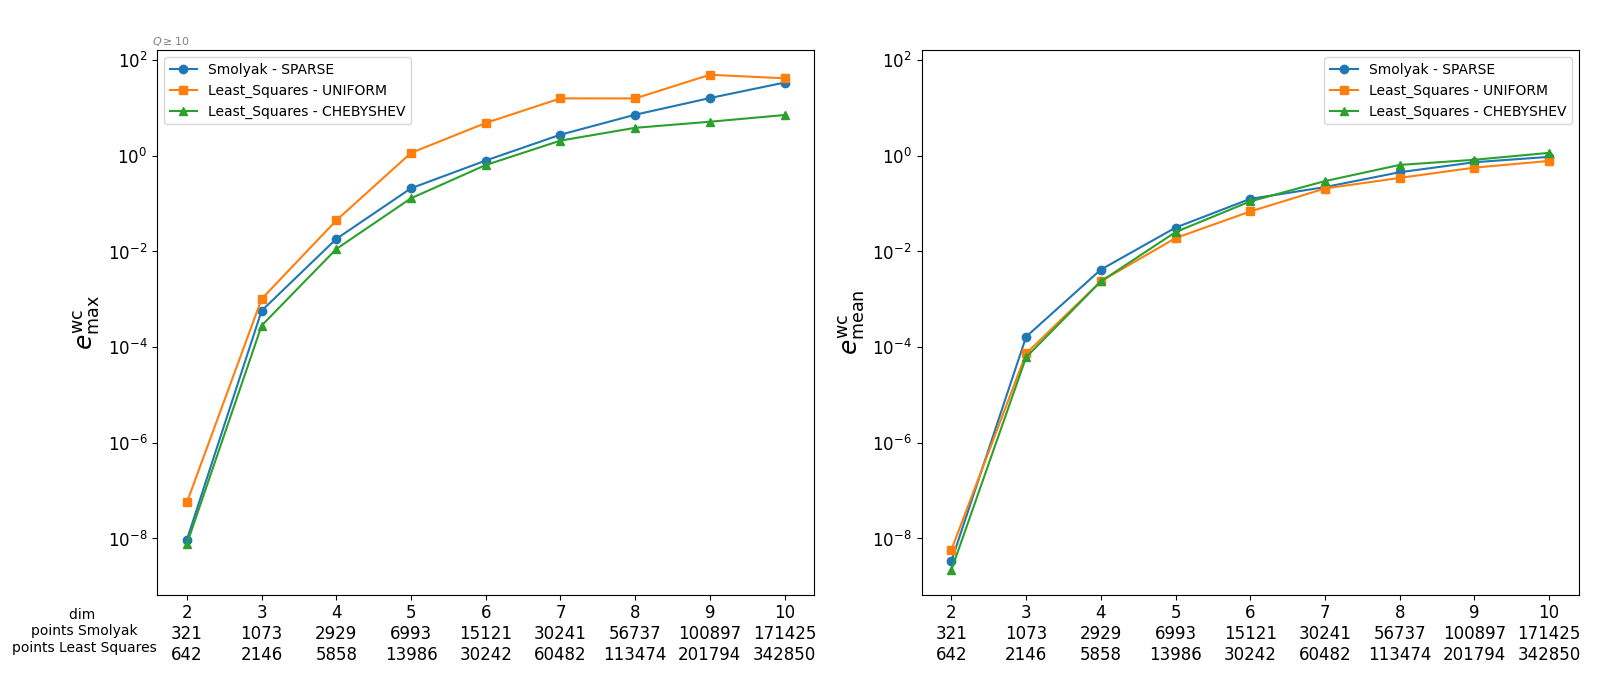 Q ≥ 10
10^2
10^0
10^-2
10^-4
10^-6
10^-8
e^wc_max
Smolyak - SPARSE
Least_Squares - UNIFORM
Least_Squares - CHEBYSHEV
dim
points Smolyak
points Least Squares
2 3 4 5 6 7 8 9 10
321 1073 2929 6993 15121 30241 56737 100897 171425
642 2146 5858 13986 30242 60482 113474 201794 342850
10^2
10^0
10^-2
10^-4
10^-6
10^-8
e^wc_mean
Smolyak - SPARSE
Least_Squares - UNIFORM
Least_Squares - CHEBYSHEV
2 3 4 5 6 7 8 9 10
321 1073 2929 6993 15121 30241 56737 100897 171425
642 2146 5858 13986 30242 60482 113474 201794 342850